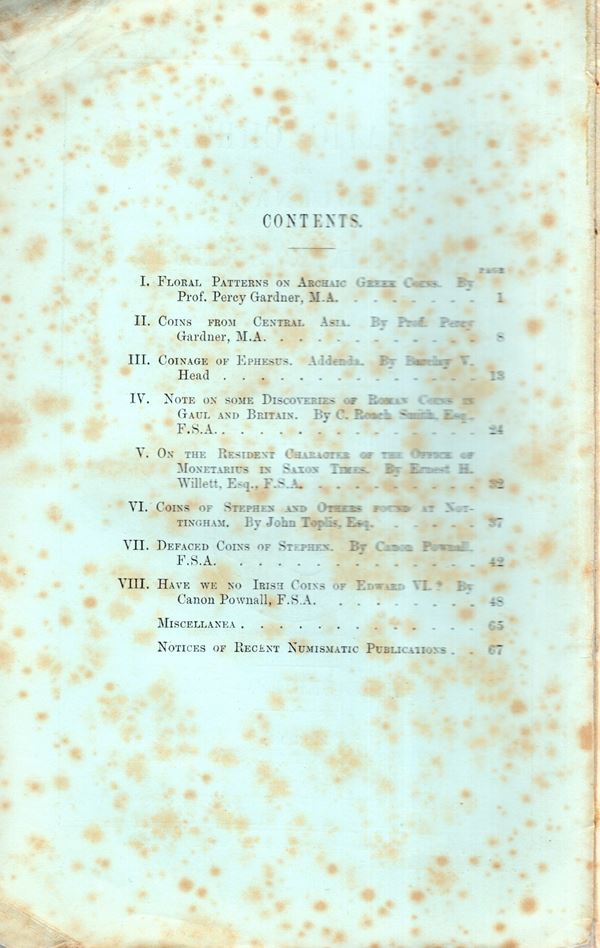 CONTENTS.
PAGE
I. Floral Patterns on Archaic Greek Coins. By
Prof. Percy Gardner, M.A. . . . . . . . 1
II. Coins from Central Asia. By Prof. Percy
Gardner, M.A. . . . . . . . . . . . 8
III. Coinage of Ephesus. Addenda. By Barclay V.
Head . . . . . . . . . . . . . 13
IV. Note on some Discoveries of Roman Coins in
Gaul and Britain. By C. Roach Smith, Esq.,
F.S.A. . . . . . . . . . . . . . 24
V. On the Resident Character of the Office of
Monetarius in Saxon Times. By Ernest H.
Willett, Esq., F.S.A. . . . . . . . . . 32
VI. Coins of Stephen and Others found at Not-
tingham. By John Toplis, Esq. . . . . . 37
VII. Defaced Coins of Stephen. By Canon Pownall,
F.S.A. . . . . . . . . . . . . 42
VIII. Have we no Irish Coins of Edward VI.? By
Canon Pownall, F.S.A. . . . . . . . . 48
Miscellanea . . . . . . . . . . . . 65
Notices of Recent Numismatic Publications . . 67